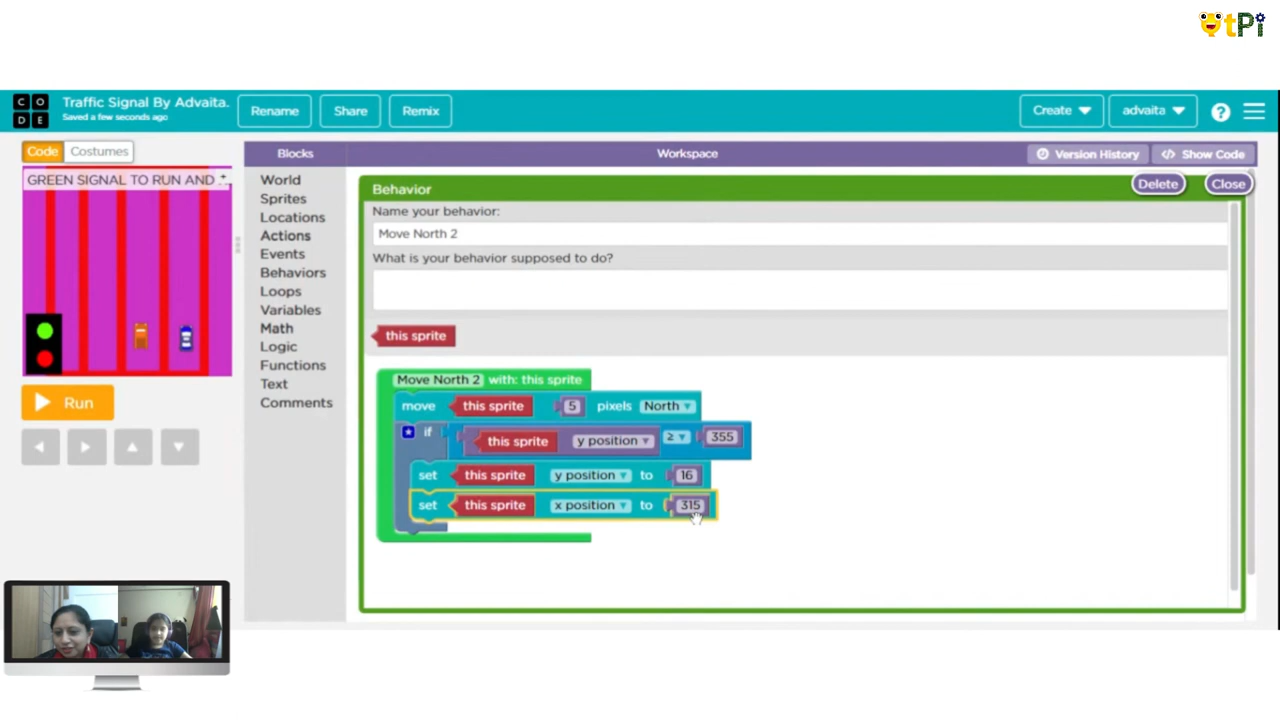 tPi
CODE
Traffic Signal By Advaita.
Saved a few seconds ago
Rename
Share
Remix
Create
advaita
?
Code
Costumes
Blocks
Workspace
Version History
</> Show Code
GREEN SIGNAL TO RUN AND ...
World
Sprites
Locations
Actions
Events
Behaviors
Loops
Variables
Math
Logic
Functions
Text
Comments
Run
Behavior
Delete
Close
Name your behavior:
Move North 2
What is your behavior supposed to do?
this sprite
Move North 2 with: this sprite
move this sprite 5 pixels North
if this sprite y position ≥ 355
set this sprite y position to 16
set this sprite x position to 315